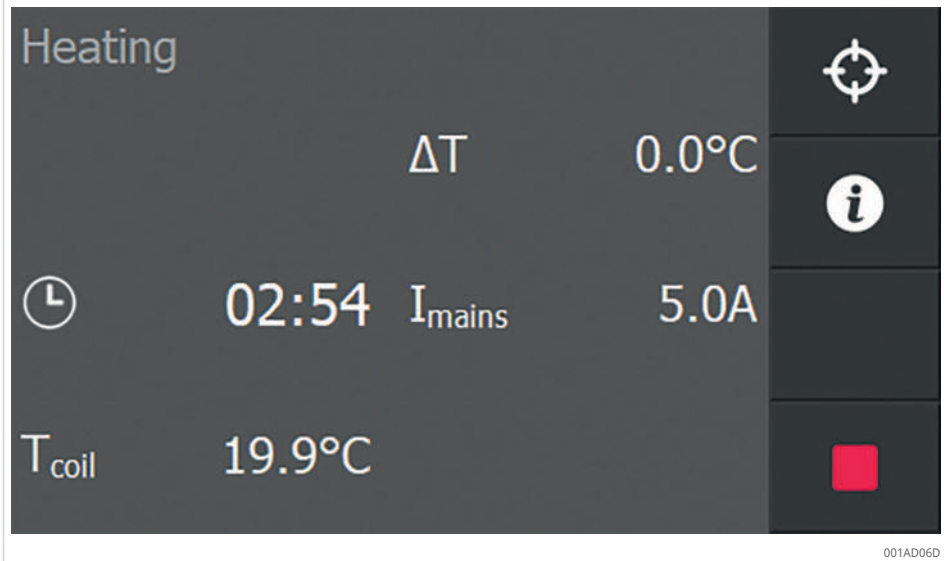 Heating
ΔT 0.0°C
i
02:54 Imains 5.0A
Tcoil 19.9°C
001AD06D